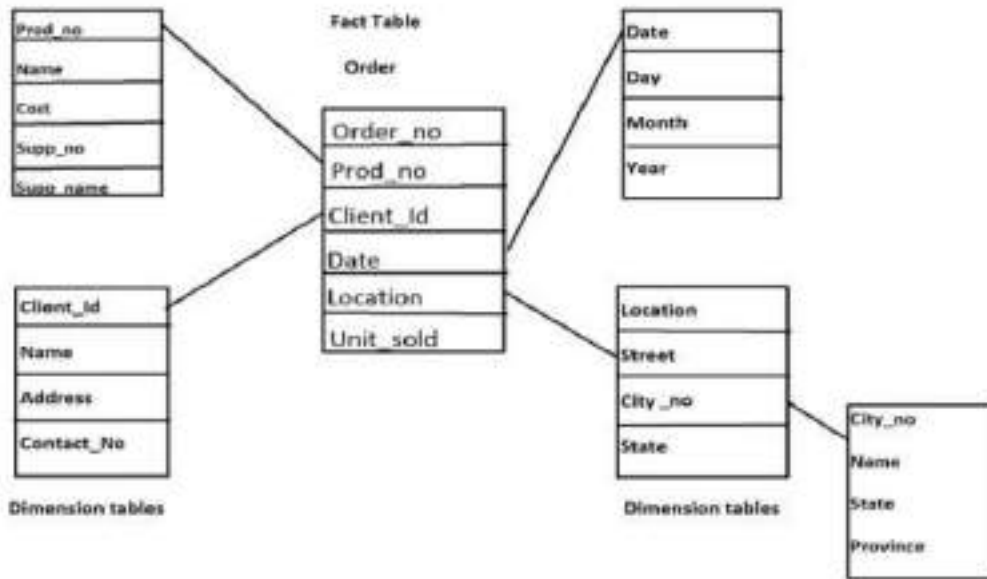 Prod_no
Name
Cost
Supp_no
Supp_name
Fact Table
Order
Order_no
Prod_no
Client_Id
Date
Location
Unit_sold
Date
Day
Month
Year
Client_Id
Name
Address
Contact_No
Dimension tables
Location
Street
City _no
State
Dimension tables
City_no
Name
State
Province